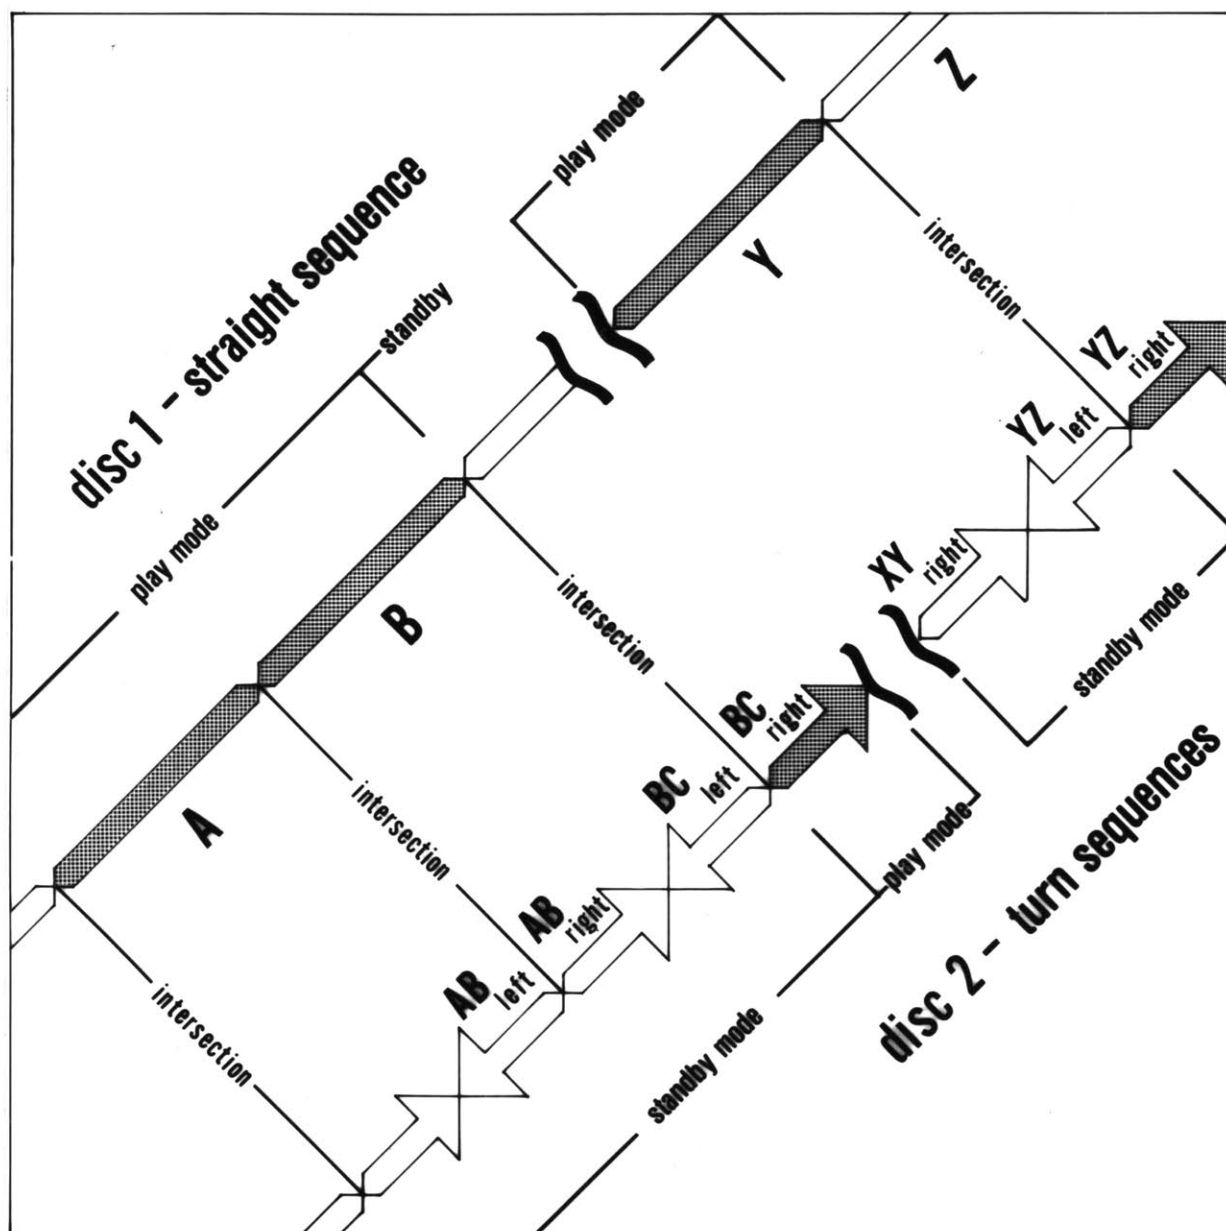 disc 1 – straight sequence
play mode
standby
play mode
A
B
Y
Z
intersection
intersection
intersection
intersection
AB left
AB right
BC left
BC right
XY right
YZ left
YZ right
standby mode
play mode
standby mode
disc 2 – turn sequences